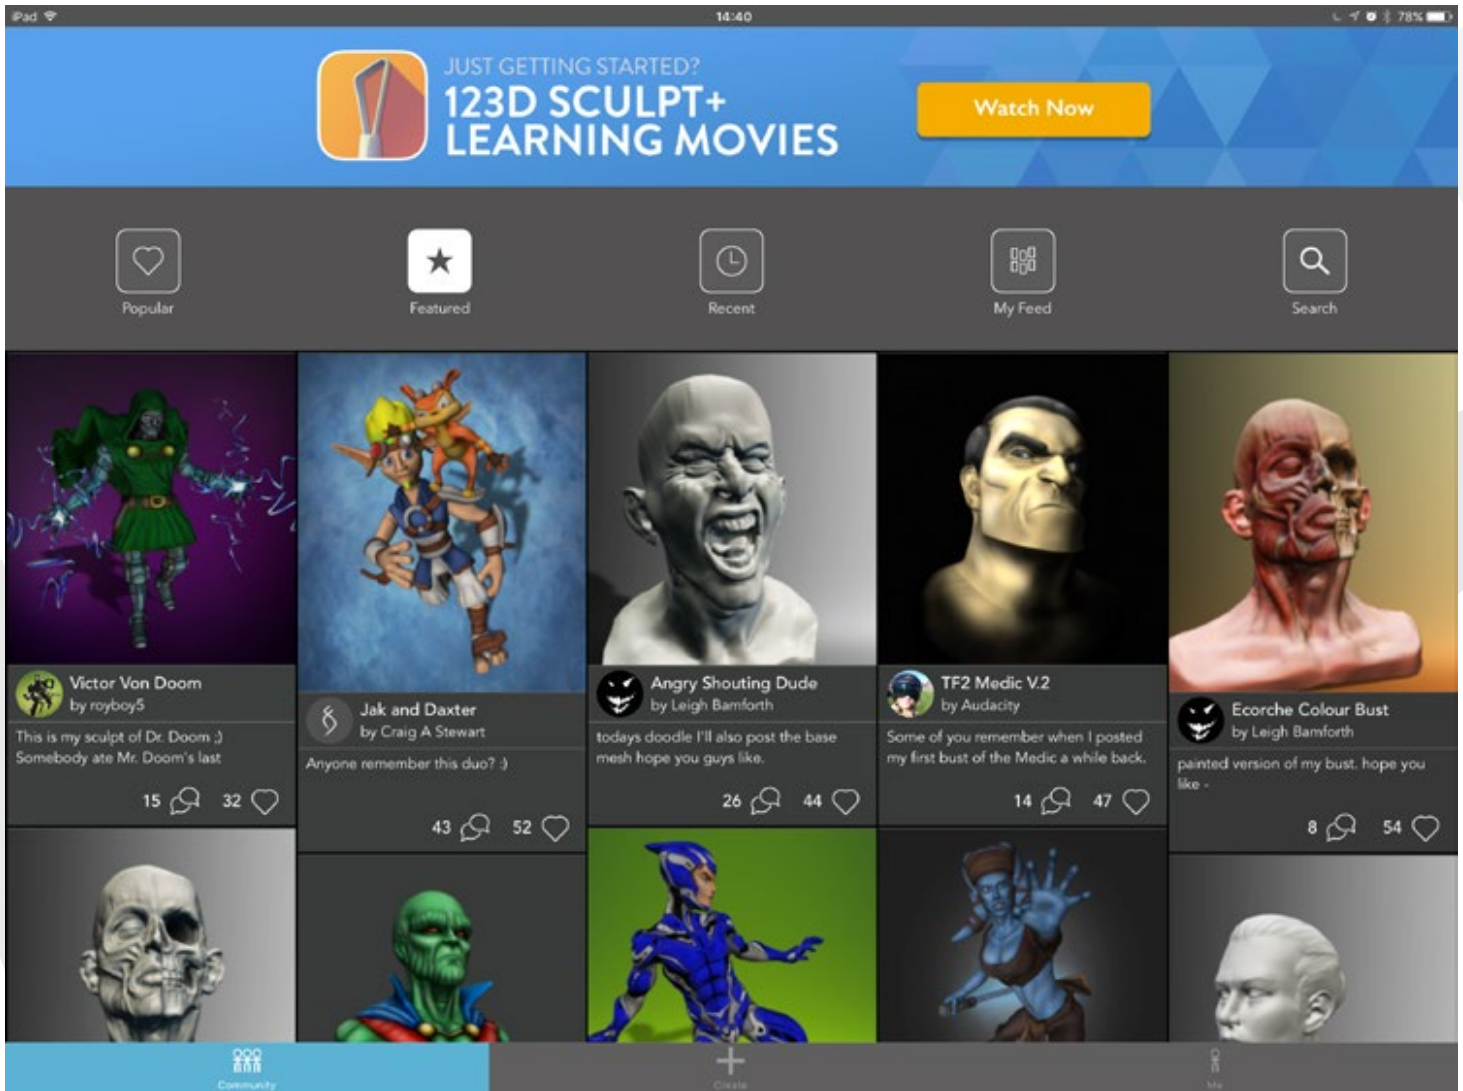 iPad
14:40
78%
JUST GETTING STARTED?
123D SCULPT+
LEARNING MOVIES
Watch Now
Popular
Featured
Recent
My Feed
Search
Victor Von Doom
by royboy5
This is my sculpt of Dr. Doom ;)
Somebody ate Mr. Doom's last
15
32
Jak and Daxter
by Craig A Stewart
Anyone remember this duo? :)
43
52
Angry Shouting Dude
by Leigh Bamforth
todays doodle I'll also post the base
mesh hope you guys like.
26
44
TF2 Medic V.2
by Audacity
Some of you remember when I posted
my first bust of the Medic a while back.
14
47
Ecorche Colour Bust
by Leigh Bamforth
painted version of my bust. hope you
like -
8
54
Community
Create
Me